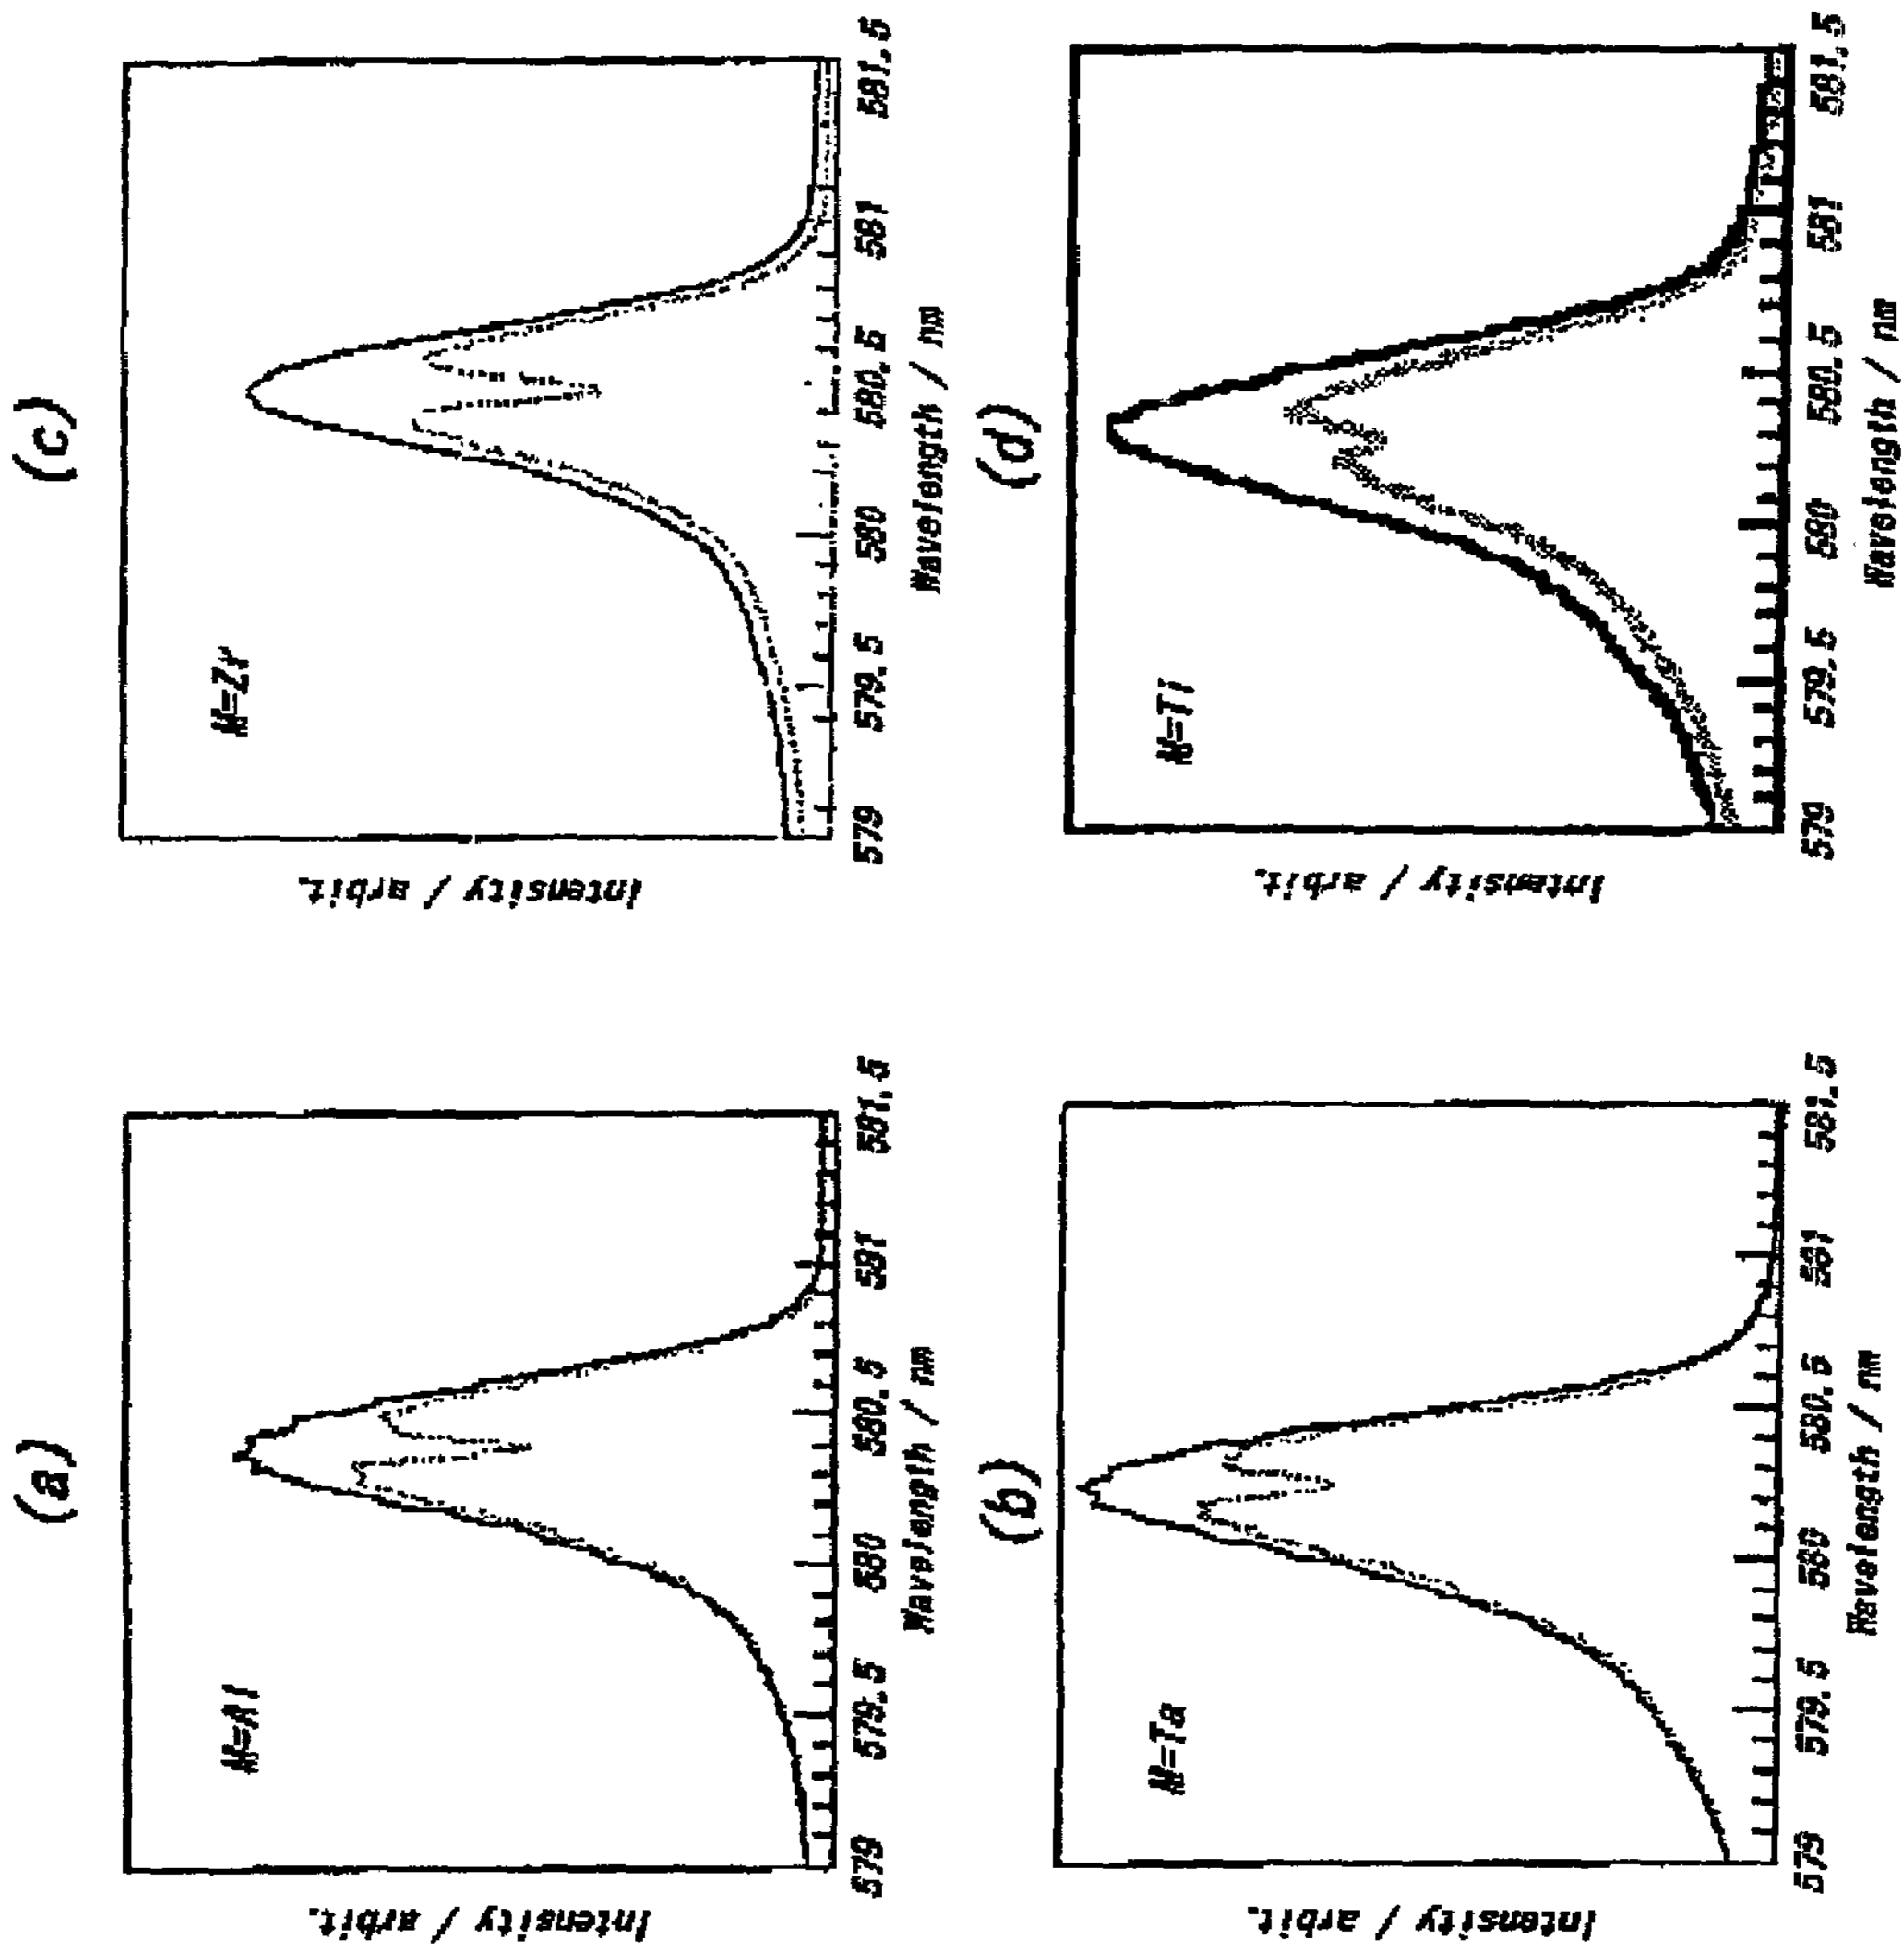 (a)
M=Al
Intensity / arbit.
579 579.5 580 580.5 581 581.5
Wavelength / nm
(b)
M=Ta
Intensity / arbit.
579 579.5 580 580.5 581 581.5
Wavelength / nm
(c)
M=Zr
Intensity / arbit.
579 579.5 580 580.5 581 581.5
Wavelength / nm
(d)
M=Ti
Intensity / arbit.
579 579.5 580 580.5 581 581.5
Wavelength / nm